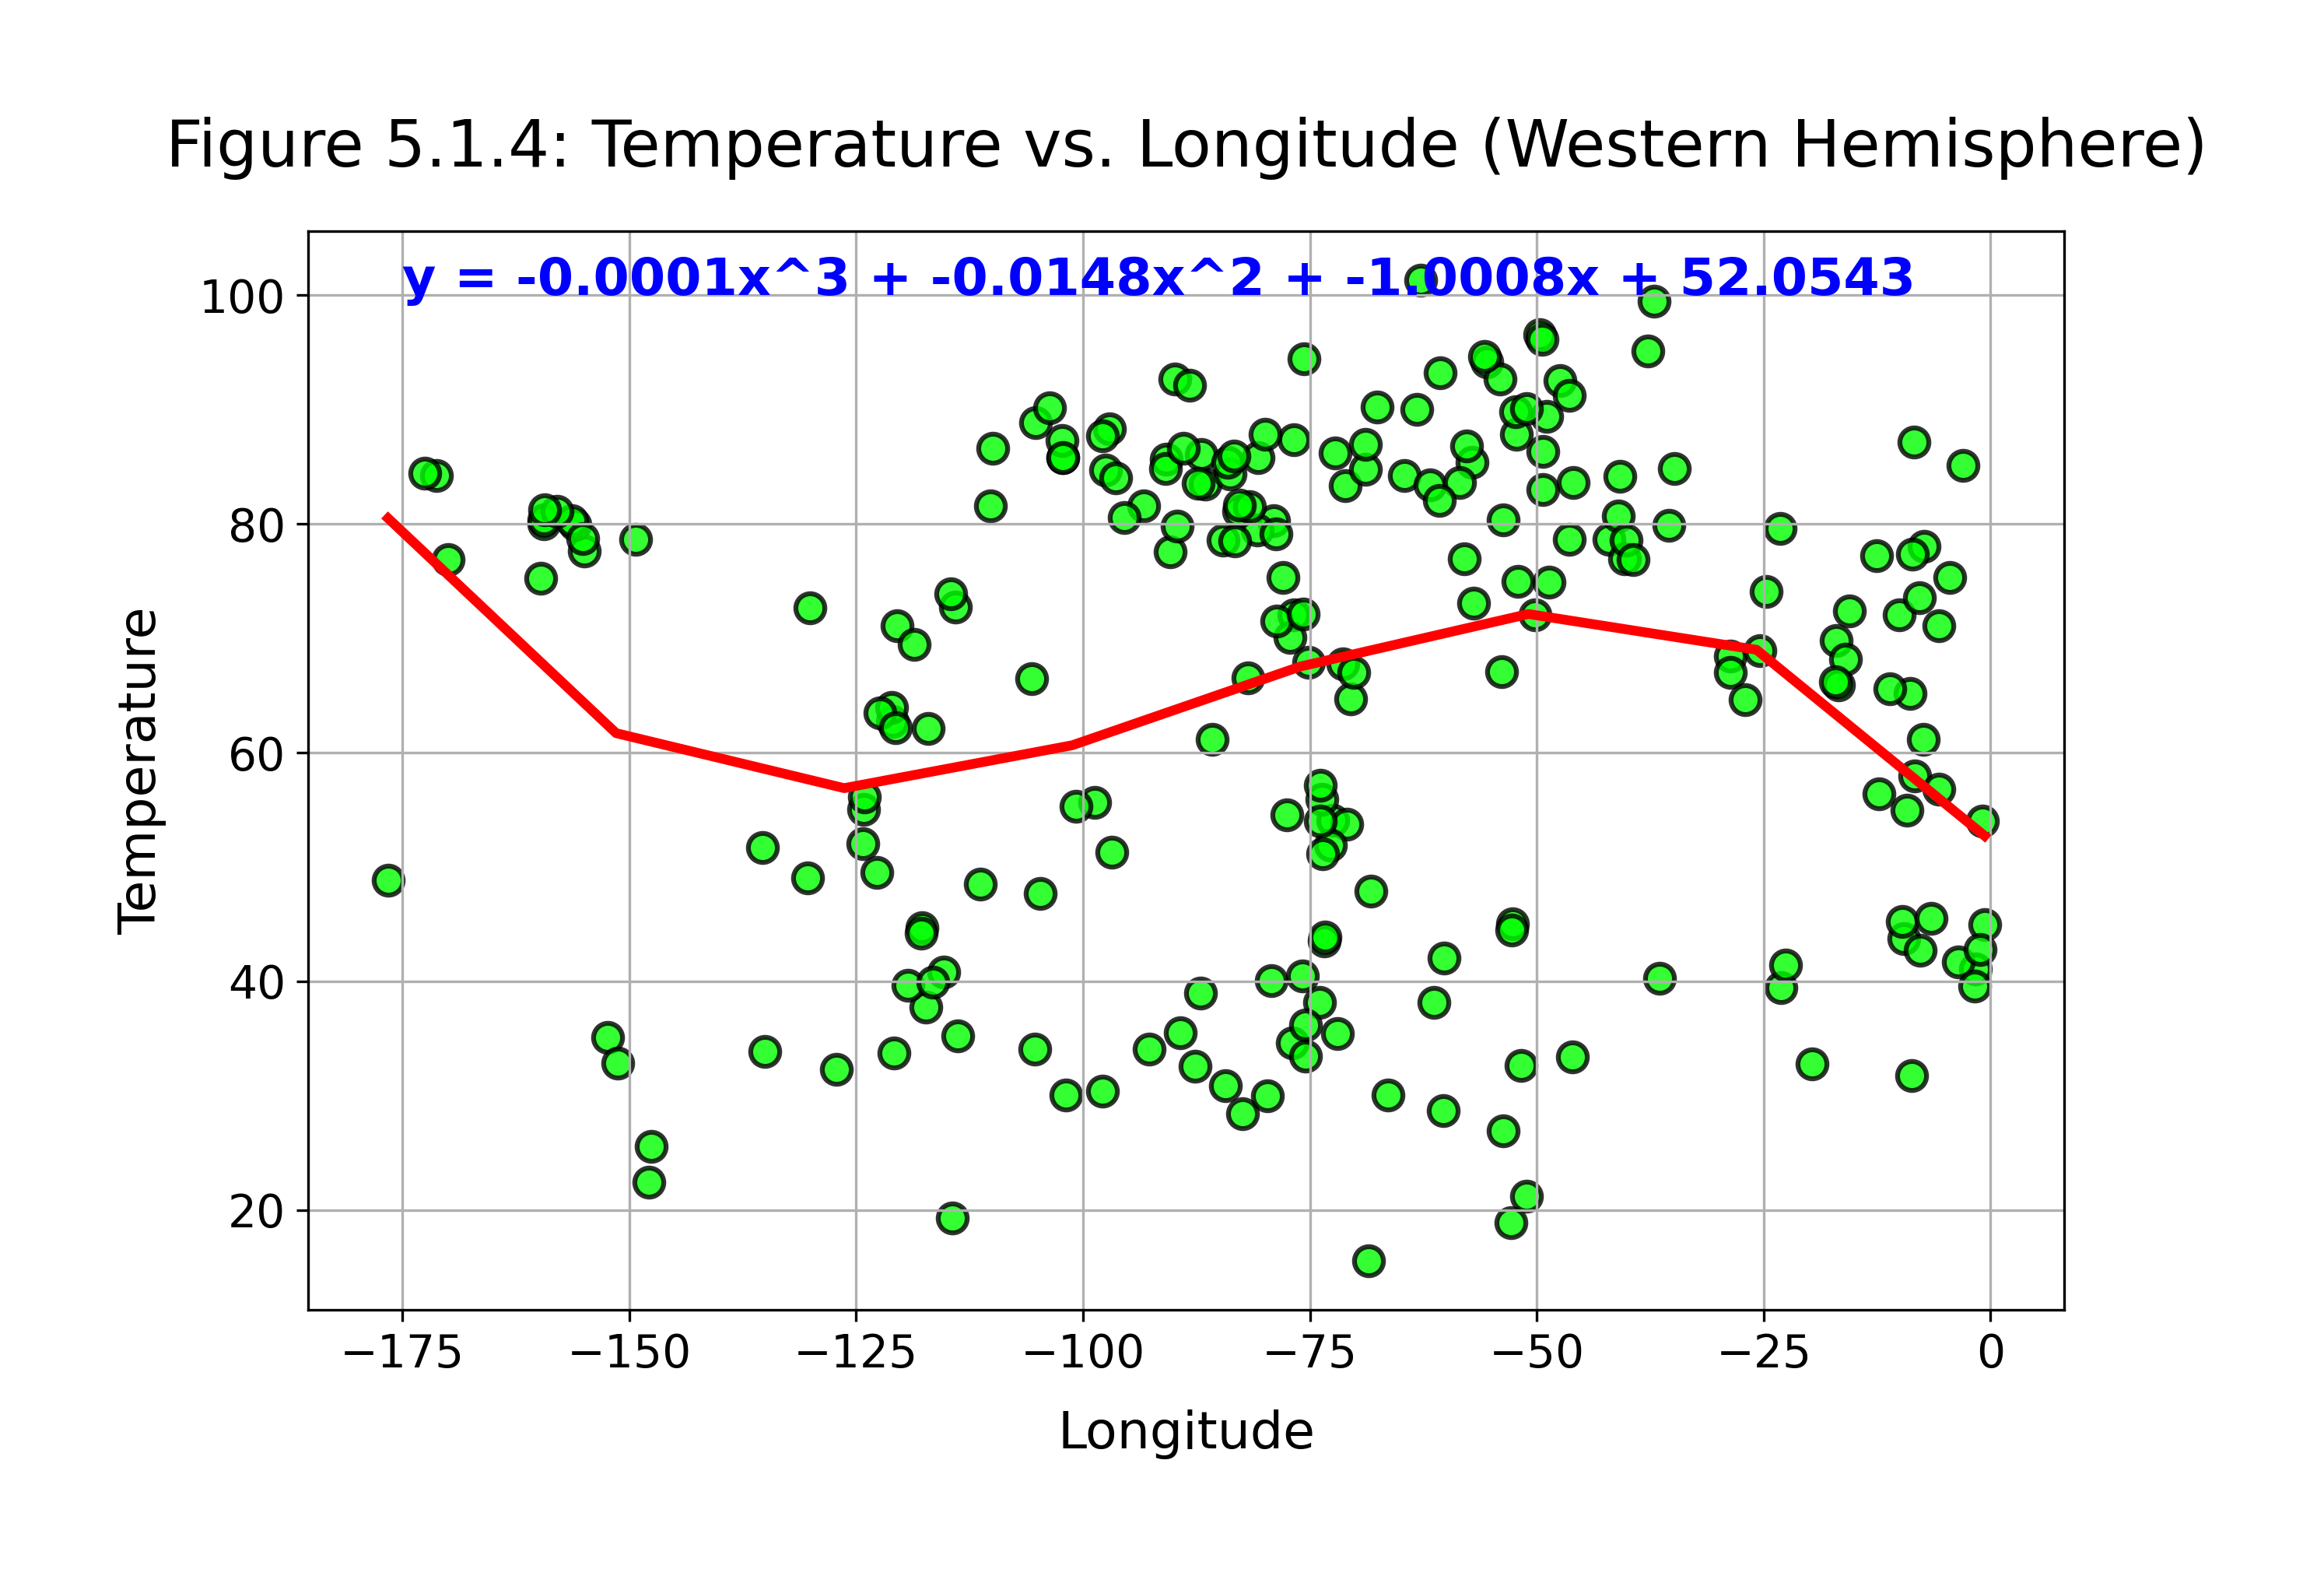 Figure 5.1.4: Temperature vs. Longitude (Western Hemisphere)
y = -0.0001x^3 + -0.0148x^2 + -1.0008x + 52.0543
100
80
60
40
20
Temperature
−175 −150 −125 −100 −75 −50 −25 0
Longitude